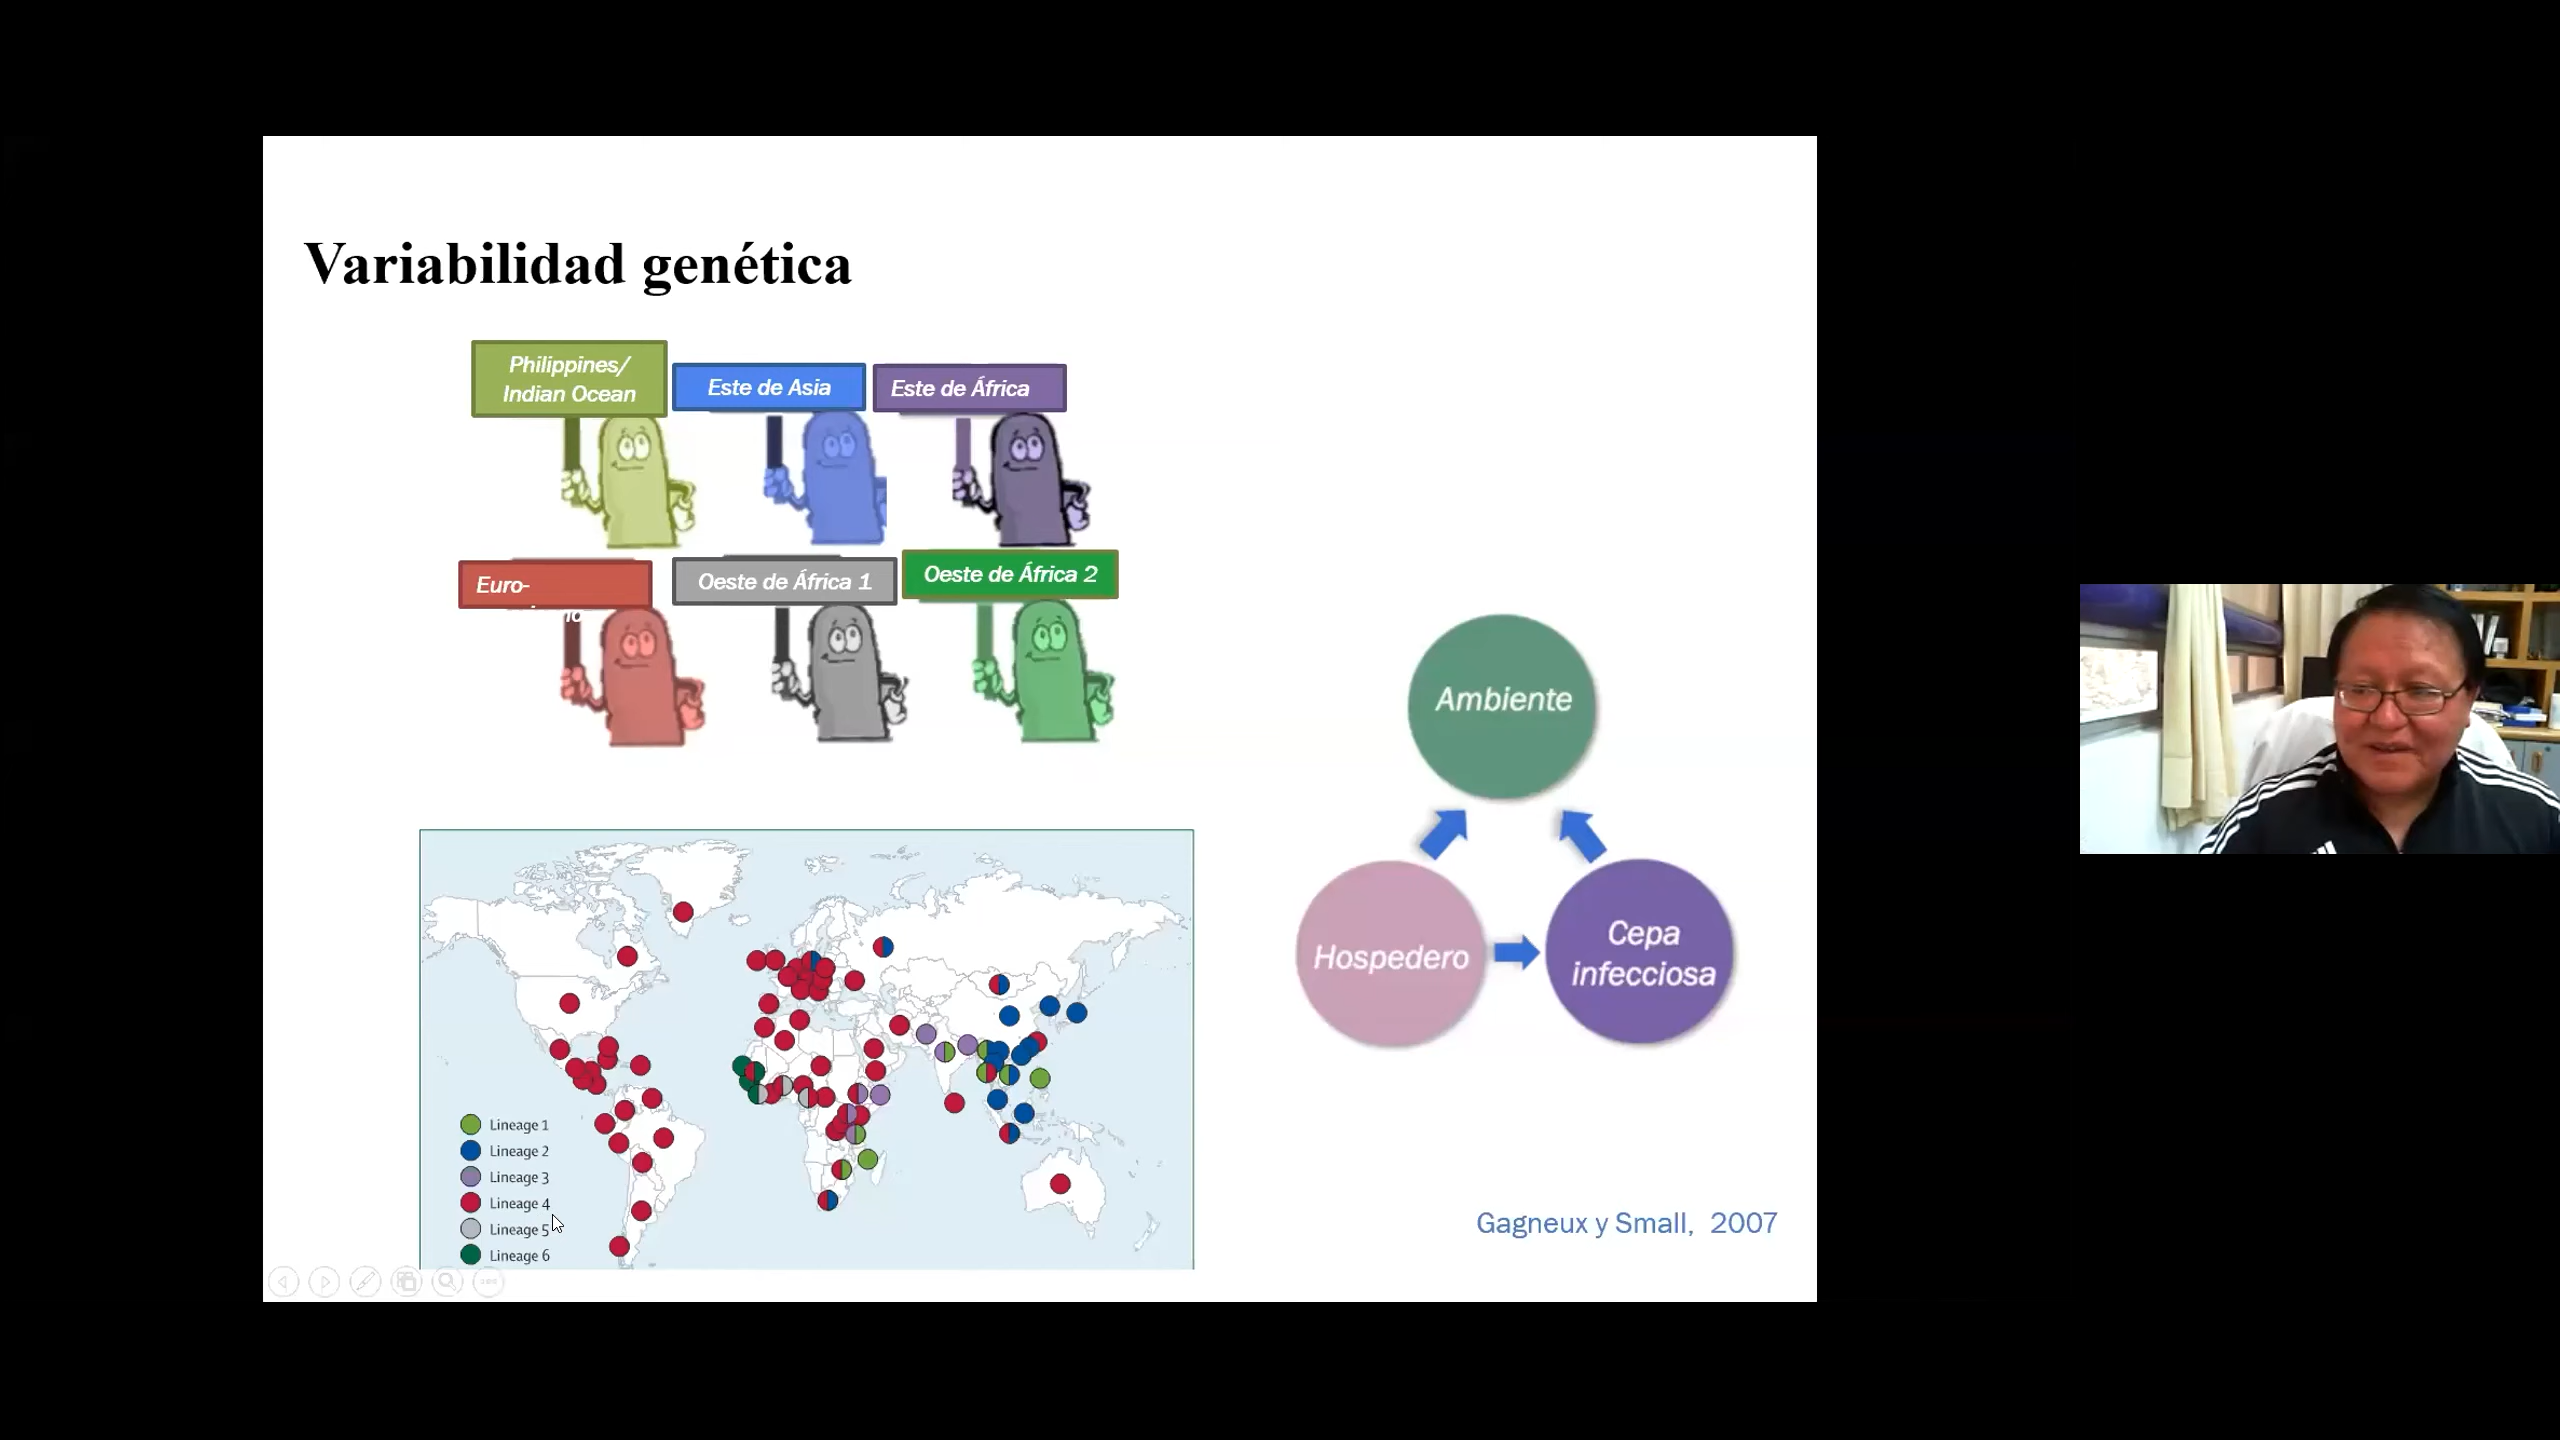 Variabilidad genética
Philippines/
Indian Ocean
Este de Asia
Este de África
Euro-
Oeste de África 1
Oeste de África 2
Ambiente
Hospedero
Cepa
infecciosa
Lineage 1
Lineage 2
Lineage 3
Lineage 4
Lineage 5
Lineage 6
Gagneux y Small, 2007